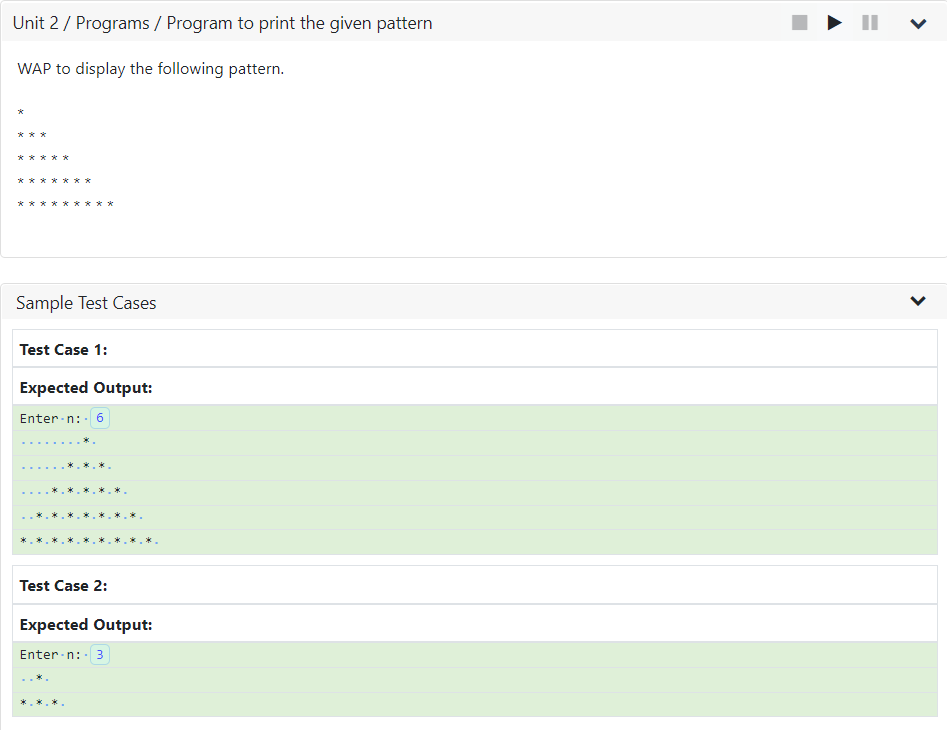 Unit 2 / Programs / Program to print the given pattern
WAP to display the following pattern.
*
* * *
* * * * *
* * * * * * *
* * * * * * * * *
Sample Test Cases
Test Case 1:
Expected Output:
Enter·n:·6
········*·
······*·*·*·
····*·*·*·*·*·
··*·*·*·*·*·*·*·
*·*·*·*·*·*·*·*·*·
Test Case 2:
Expected Output:
Enter·n:·3
··*·
*·*·*·